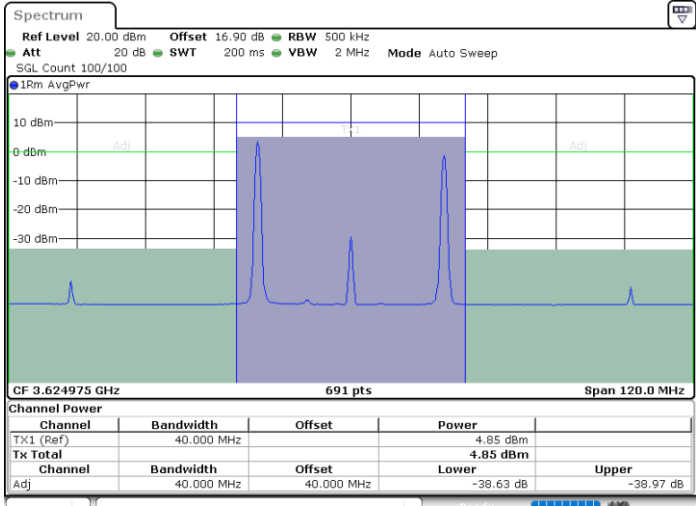 Spectrum
Ref Level 20.00 dBm Offset 16.90 dB RBW 500 kHz
Att 20 dB SWT 200 ms VBW 2 MHz Mode Auto Sweep
SGL Count 100/100
1Rm AvgPwr
10 dBm
TX1
Adj
Adj
0 dBm
-10 dBm
-20 dBm
-30 dBm
CF 3.624975 GHz 691 pts Span 120.0 MHz
Channel Power
Channel Bandwidth Offset Power
TX1 (Ref) 40.000 MHz 4.85 dBm
Tx Total 4.85 dBm
Channel Bandwidth Offset Lower Upper
Adj 40.000 MHz 40.000 MHz -38.63 dB -38.97 dB